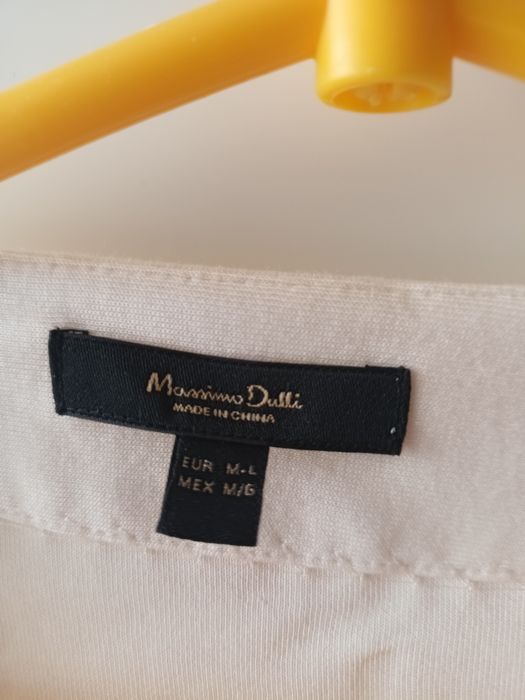 Massimo Dutti
MADE IN CHINA
EUR M-L
MEX M/G